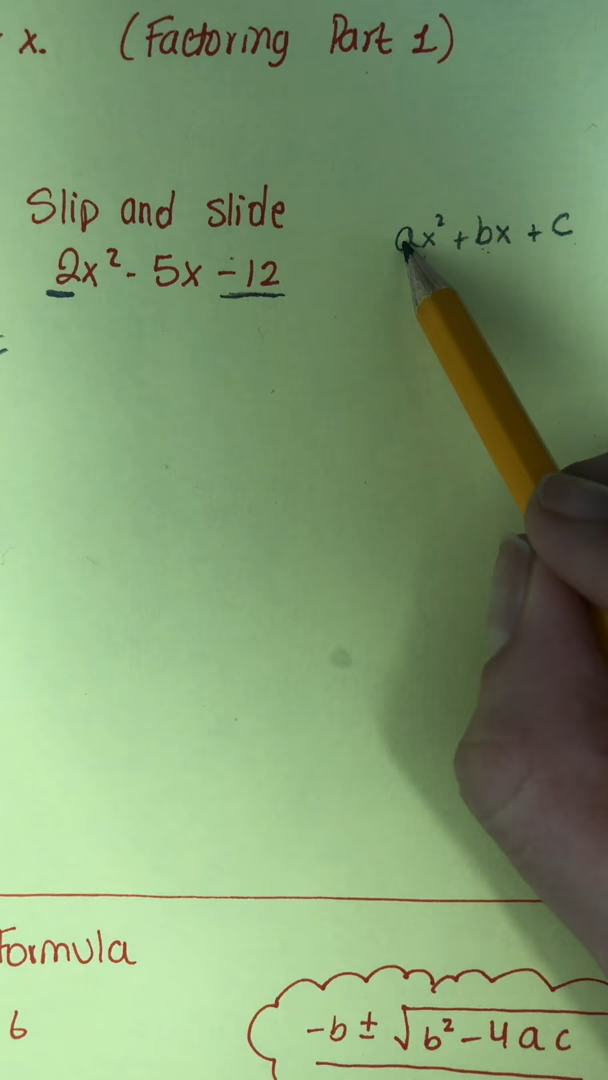 x. (Factoring Part 1)
Slip and slide
ax² + bx + c
2x² - 5x - 12
Formula
6
-b ± √b² - 4ac